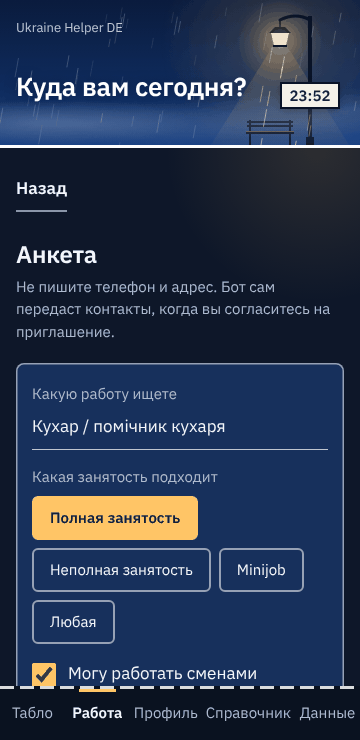 Ukraine Helper DE
Куда вам сегодня?
23:52
Назад
Анкета
Не пишите телефон и адрес. Бот сам
передаст контакты, когда вы согласитесь на
приглашение.
Какую работу ищете
Кухар / помічник кухаря
Какая занятость подходит
Полная занятость
Неполная занятость
Minijob
Любая
Могу работать сменами
Табло
Работа
Профиль
Справочник
Данные